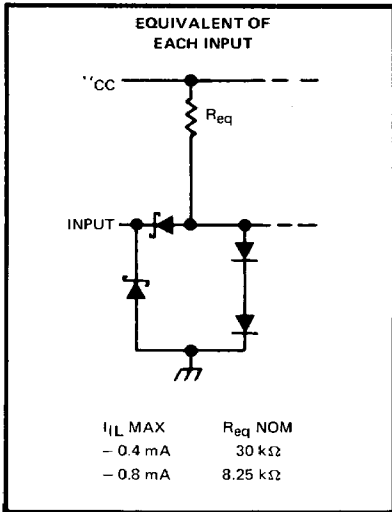 EQUIVALENT OF
EACH INPUT
VCC
Req
INPUT
IIL MAX Req NOM
– 0.4 mA 30 kΩ
– 0.8 mA 8.25 kΩ